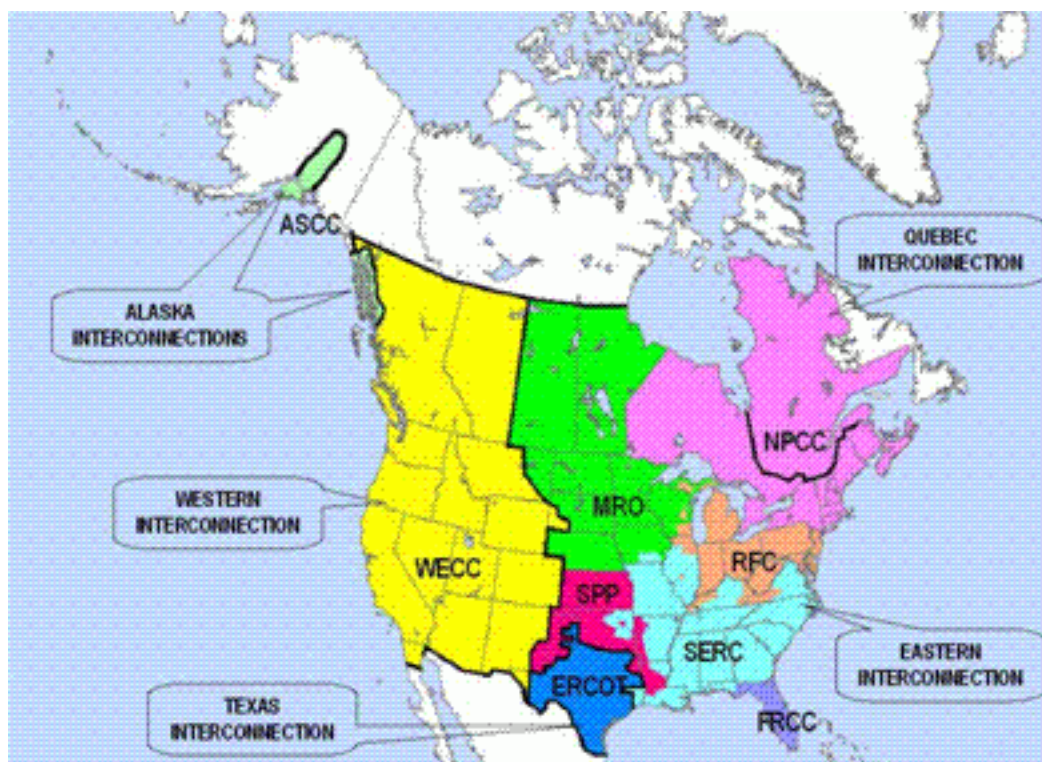 QUEBEC
INTERCONNECTION
ASCC
ALASKA
INTERCONNECTIONS
NPCC
WESTERN
INTERCONNECTION
MRO
WECC
RFC
SPP
SERC
EASTERN
INTERCONNECTION
ERCOT
TEXAS
INTERCONNECTION
FRCC